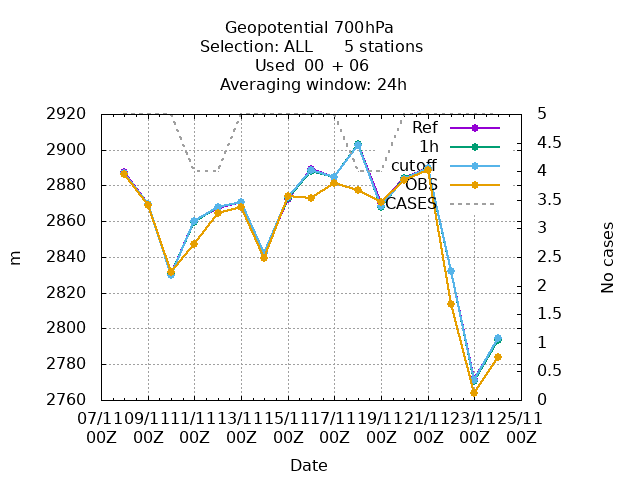 Geopotential 700hPa
Selection: ALL 5 stations
Used 00 + 06
Averaging window: 24h
2920
2900
2880
2860
2840
2820
2800
2780
2760
5
4.5
4
3.5
3
2.5
2
1.5
1
0.5
0
Ref
1h
cutoff
OBS
CASES
m
No cases
07/11 09/11 11/11 13/11 15/11 17/11 19/11 21/11 23/11 25/11
00Z 00Z 00Z 00Z 00Z 00Z 00Z 00Z 00Z 00Z
Date